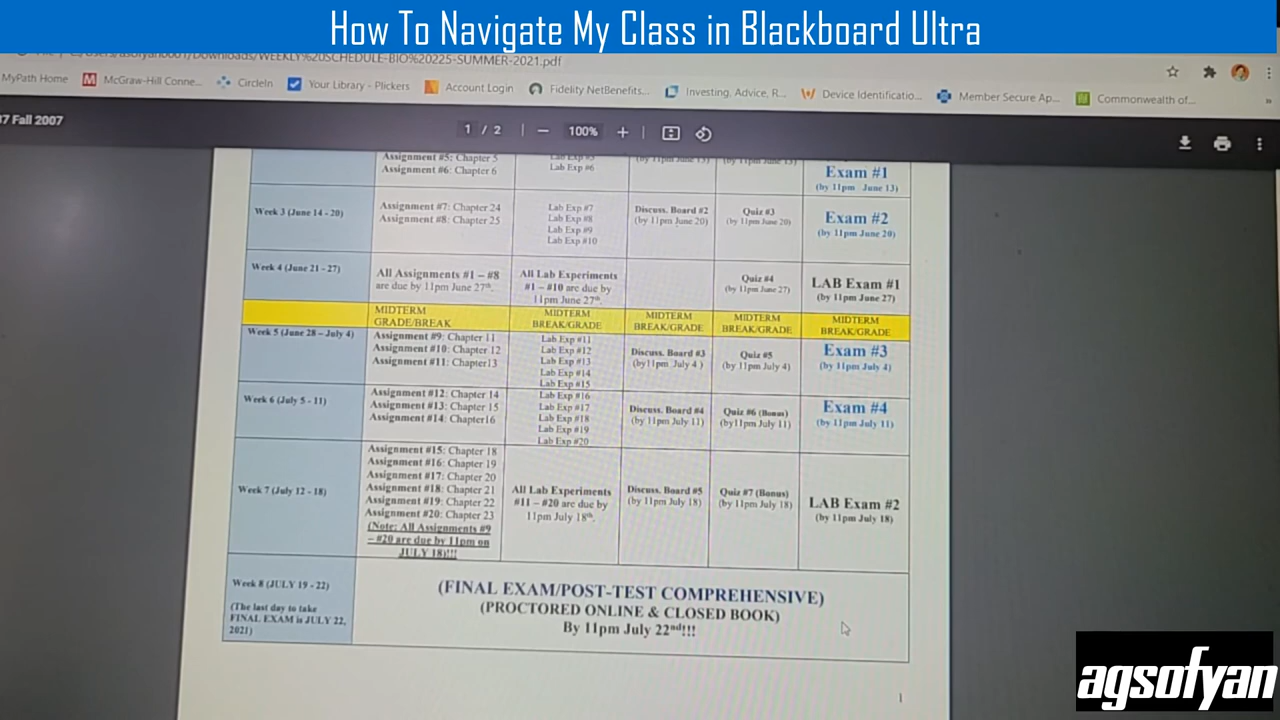 How To Navigate My Class in Blackboard Ultra
SCHEDULE-BIO%20225-SUMMER-2021.pdf
MyPath Home
McGraw-Hill Conne...
CircleIn
Your Library - Plickers
Account Login
Fidelity NetBenefits...
Investing, Advice, R...
Device Identificatio...
Member Secure Ap...
Commonwealth of...
»
7 Fall 2007
1 / 2
100%
Assignment #5: Chapter 5
Assignment #6: Chapter 6
Lab Exp #5
Lab Exp #6
(by 11pm June 13)
(by 11pm June 13)
Exam #1
(by 11pm June 13)
Week 3 (June 14 - 20)
Assignment #7: Chapter 24
Assignment #8: Chapter 25
Lab Exp #7
Lab Exp #8
Lab Exp #9
Lab Exp #10
Discuss. Board #2
(by 11pm June 20)
Quiz #3
(by 11pm June 20)
Exam #2
(by 11pm June 20)
Week 4 (June 21 - 27)
All Assignments #1 – #8
are due by 11pm June 27th.
All Lab Experiments
#1 – #10 are due by
11pm June 27th.
Quiz #4
(by 11pm June 27)
LAB Exam #1
(by 11pm June 27)
MIDTERM
GRADE/BREAK
MIDTERM
BREAK/GRADE
MIDTERM
BREAK/GRADE
MIDTERM
BREAK/GRADE
MIDTERM
BREAK/GRADE
Week 5 (June 28 – July 4)
Assignment #9: Chapter 11
Assignment #10: Chapter 12
Assignment #11: Chapter13
Lab Exp #11
Lab Exp #12
Lab Exp #13
Lab Exp #14
Lab Exp #15
Discuss. Board #3
(by11pm July 4 )
Quiz #5
(by 11pm July 4)
Exam #3
(by 11pm July 4)
Week 6 (July 5 - 11)
Assignment #12: Chapter 14
Assignment #13: Chapter 15
Assignment #14: Chapter16
Lab Exp #16
Lab Exp #17
Lab Exp #18
Lab Exp #19
Lab Exp #20
Discuss. Board #4
(by 11pm July 11)
Quiz #6 (Bonus)
(by11pm July 11)
Exam #4
(by 11pm July 11)
Week 7 (July 12 - 18)
Assignment #15: Chapter 18
Assignment #16: Chapter 19
Assignment #17: Chapter 20
Assignment #18: Chapter 21
Assignment #19: Chapter 22
Assignment #20: Chapter 23
(Note: All Assignments #9
– #20 are due by 11pm on
JULY 18)!!!
All Lab Experiments
#11 – #20 are due by
11pm July 18th.
Discuss. Board #5
(by 11pm July 18)
Quiz #7 (Bonus)
(by 11pm July 18)
LAB Exam #2
(by 11pm July 18)
Week 8 (JULY 19 - 22)
(The last day to take
FINAL EXAM is JULY 22,
2021)
(FINAL EXAM/POST-TEST COMPREHENSIVE)
(PROCTORED ONLINE & CLOSED BOOK)
By 11pm July 22nd!!!
1
agsofyan